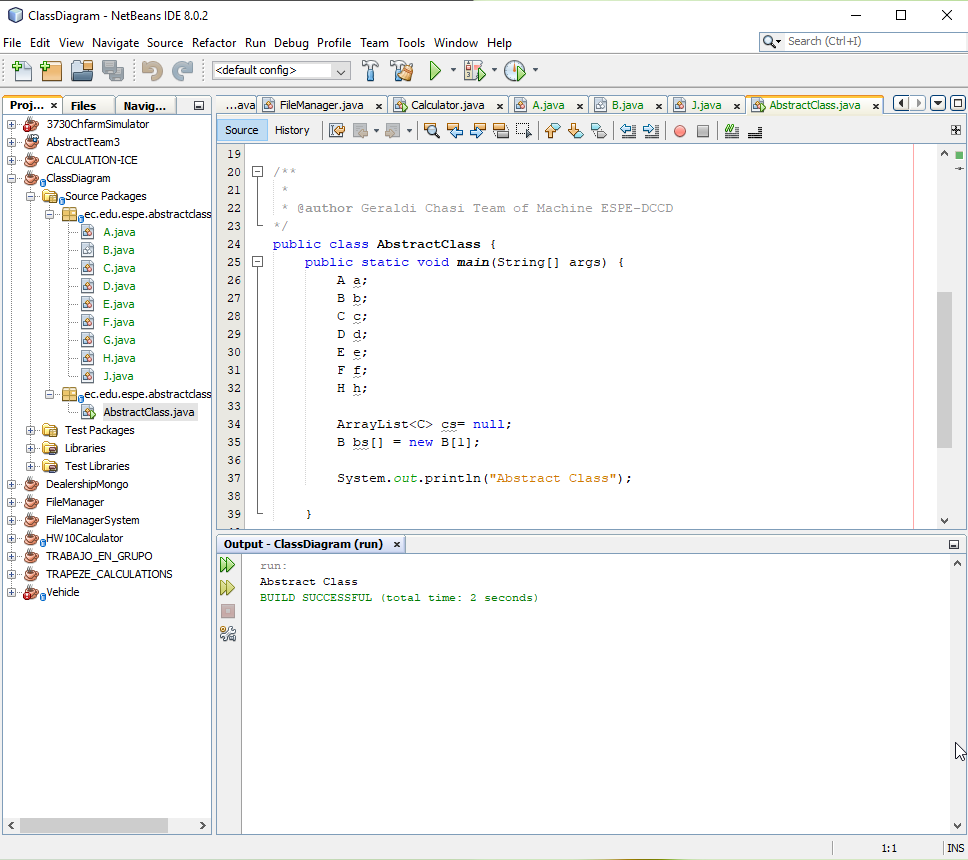 ClassDiagram - NetBeans IDE 8.0.2
File Edit View Navigate Source Refactor Run Debug Profile Team Tools Window Help
Search (Ctrl+I)
<default config>
Proj... × Files Navig...
3730ChfarmSimulator
AbstractTeam3
CALCULATION-ICE
ClassDiagram
Source Packages
ec.edu.espe.abstractclass
A.java
B.java
C.java
D.java
E.java
F.java
G.java
H.java
J.java
ec.edu.espe.abstractclass
AbstractClass.java
Test Packages
Libraries
Test Libraries
DealershipMongo
FileManager
FileManagerSystem
HW10Calculator
TRABAJO_EN_GRUPO
TRAPEZE_CALCULATIONS
Vehicle
...ava FileManager.java × Calculator.java × A.java × B.java × J.java × AbstractClass.java ×
Source History
19
20 /**
21 *
22 * @author Geraldi Chasi Team of Machine ESPE-DCCD
23 */
24 public class AbstractClass {
25 public static void main(String[] args) {
26 A a;
27 B b;
28 C c;
29 D d;
30 E e;
31 F f;
32 H h;
33
34 ArrayList<C> cs= null;
35 B bs[] = new B[1];
36
37 System.out.println("Abstract Class");
38
39 }
Output - ClassDiagram (run) ×
run:
Abstract Class
BUILD SUCCESSFUL (total time: 2 seconds)
1:1 INS